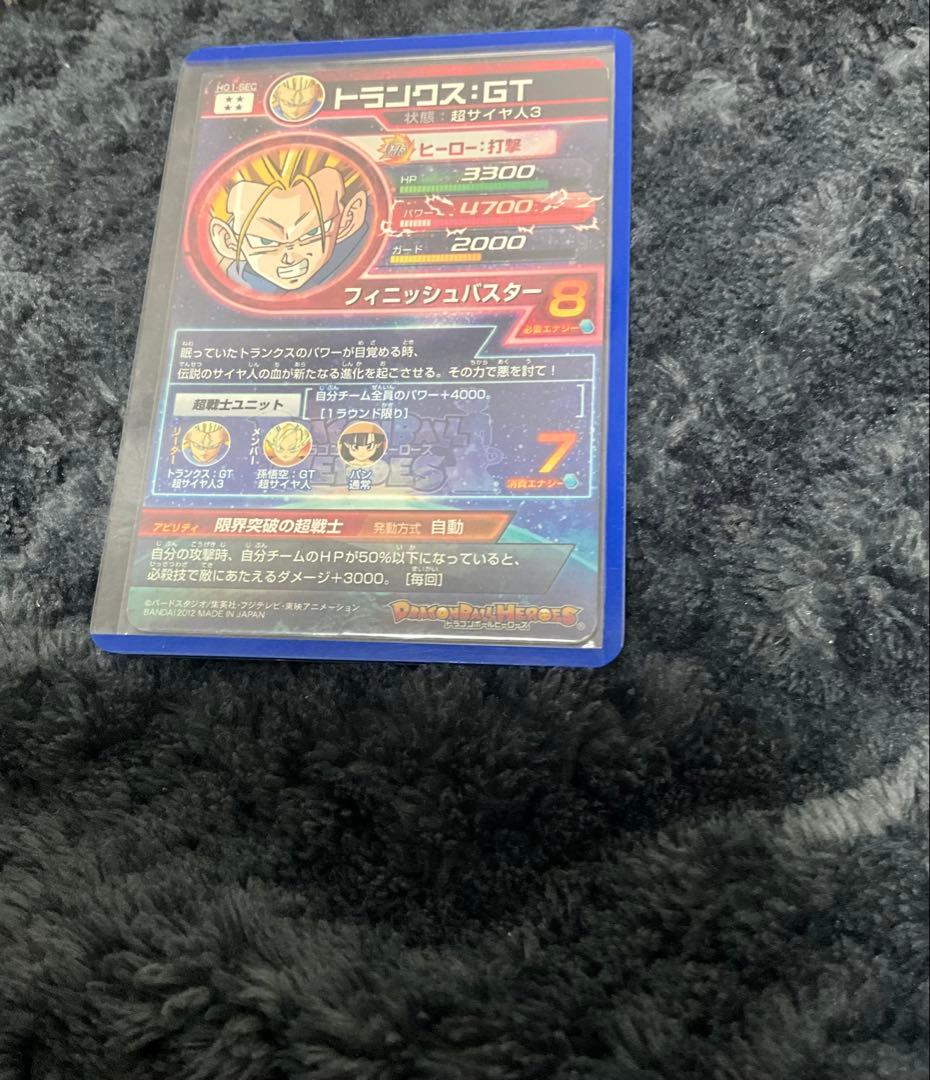 HG1-SEC
トランクス:GT
状態:超サイヤ人3
ヒーロー:打撃
HP 3300
パワー 4700
ガード 2000
フィニッシュバスター 8
必要エナジー
眠っていたトランクスのパワーが目覚める時、
伝説のサイヤ人の血が新たなる進化を起こさせる。その力で悪を討て!
超戦士ユニット
自分チーム全員のパワー+4000。
[1ラウンド限り]
リーダー
トランクス:GT
超サイヤ人3
メンバー
孫悟空:GT
超サイヤ人
パン
通常
7
消費エナジー
アビリティ 限界突破の超戦士 発動方式 自動
自分の攻撃時、自分チームのHPが50%以下になっていると、
必殺技で敵にあたえるダメージ+3000。[毎回]
©バードスタジオ/集英社・フジテレビ・東映アニメーション
BANDAI 2012 MADE IN JAPAN
DRAGONBALL HEROES
ドラゴンボールヒーローズ